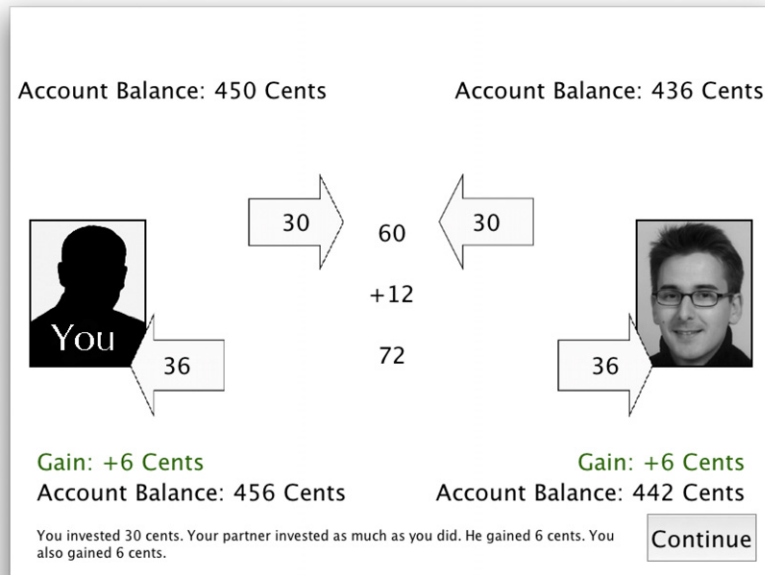 Account Balance: 450 Cents
Account Balance: 436 Cents
30
60
30
+12
You
36
72
36
Gain: +6 Cents
Gain: +6 Cents
Account Balance: 456 Cents
Account Balance: 442 Cents
You invested 30 cents. Your partner invested as much as you did. He gained 6 cents. You
also gained 6 cents.
Continue